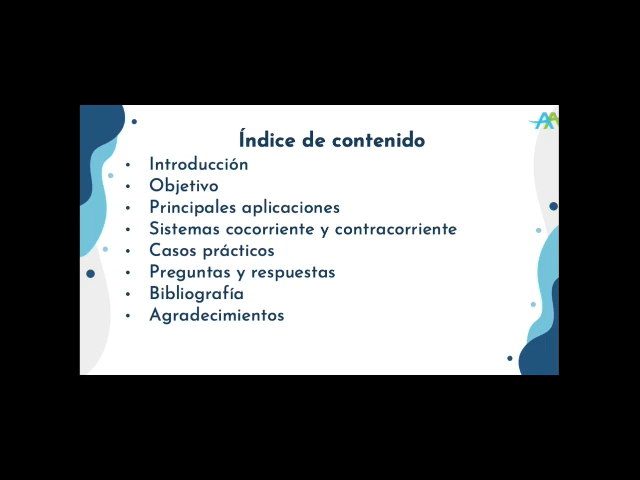 Índice de contenido
• Introducción
• Objetivo
• Principales aplicaciones
• Sistemas cocorriente y contracorriente
• Casos prácticos
• Preguntas y respuestas
• Bibliografía
• Agradecimientos